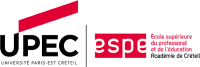 UPEC
UNIVERSITÉ PARIS-EST CRÉTEIL
espe
École supérieure
du professorat
et de l'éducation
Académie de Créteil